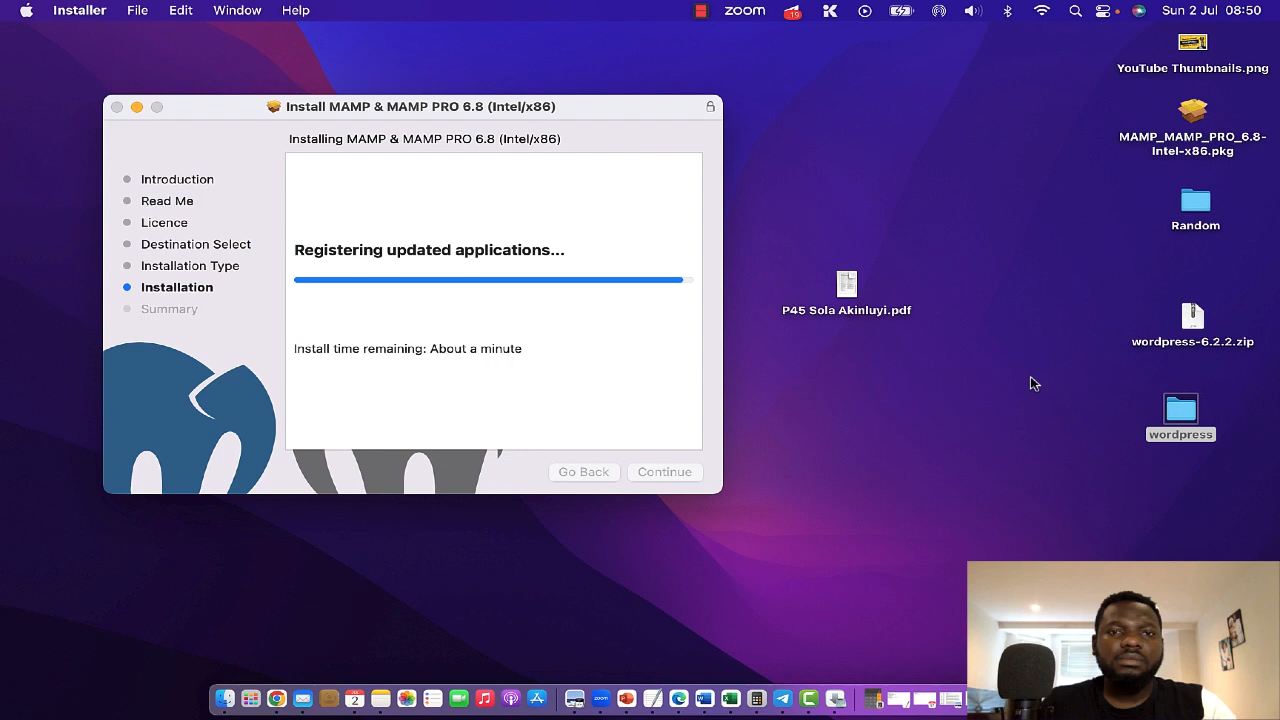 Installer File Edit Window Help zoom 19 Sun 2 Jul 08:50
Install MAMP & MAMP PRO 6.8 (Intel/x86)
Installing MAMP & MAMP PRO 6.8 (Intel/x86)
Introduction
Read Me
Licence
Destination Select
Installation Type
Installation
Summary
Registering updated applications...
Install time remaining: About a minute
Go Back Continue
P45 Sola Akinluyi.pdf
YouTube Thumbnails.png
MAMP_MAMP_PRO_6.8-
Intel-x86.pkg
Random
wordpress-6.2.2.zip
wordpress
2
zoom